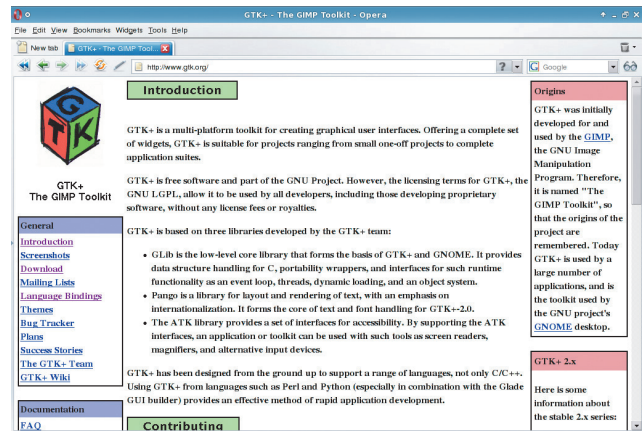 GTK+ - The GIMP Toolkit - Opera
File Edit View Bookmarks Widgets Tools Help
New tab
GTK+ - The GIMP Tool...
http://www.gtk.org/
?
G Google
GTK
GTK+
The GIMP Toolkit
General
Introduction
Screenshots
Download
Mailing Lists
Language Bindings
Themes
Bug Tracker
Plans
Success Stories
The GTK+ Team
GTK+ Wiki
Documentation
FAQ
Introduction
GTK+ is a multi-platform toolkit for creating graphical user interfaces. Offering a complete set
of widgets, GTK+ is suitable for projects ranging from small one-off projects to complete
application suites.
GTK+ is free software and part of the GNU Project. However, the licensing terms for GTK+, the
GNU LGPL, allow it to be used by all developers, including those developing proprietary
software, without any license fees or royalties.
GTK+ is based on three libraries developed by the GTK+ team:
• GLib is the low-level core library that forms the basis of GTK+ and GNOME. It provides
data structure handling for C, portability wrappers, and interfaces for such runtime
functionality as an event loop, threads, dynamic loading, and an object system.
• Pango is a library for layout and rendering of text, with an emphasis on
internationalization. It forms the core of text and font handling for GTK+-2.0.
• The ATK library provides a set of interfaces for accessibility. By supporting the ATK
interfaces, an application or toolkit can be used with such tools as screen readers,
magnifiers, and alternative input devices.
GTK+ has been designed from the ground up to support a range of languages, not only C/C++.
Using GTK+ from languages such as Perl and Python (especially in combination with the Glade
GUI builder) provides an effective method of rapid application development.
Contributing
Origins
GTK+ was initially
developed for and
used by the GIMP,
the GNU Image
Manipulation
Program. Therefore,
it is named "The
GIMP Toolkit", so
that the origins of the
project are
remembered. Today
GTK+ is used by a
large number of
applications, and is
the toolkit used by
the GNU project's
GNOME desktop.
GTK+ 2.x
Here is some
information about
the stable 2.x series: